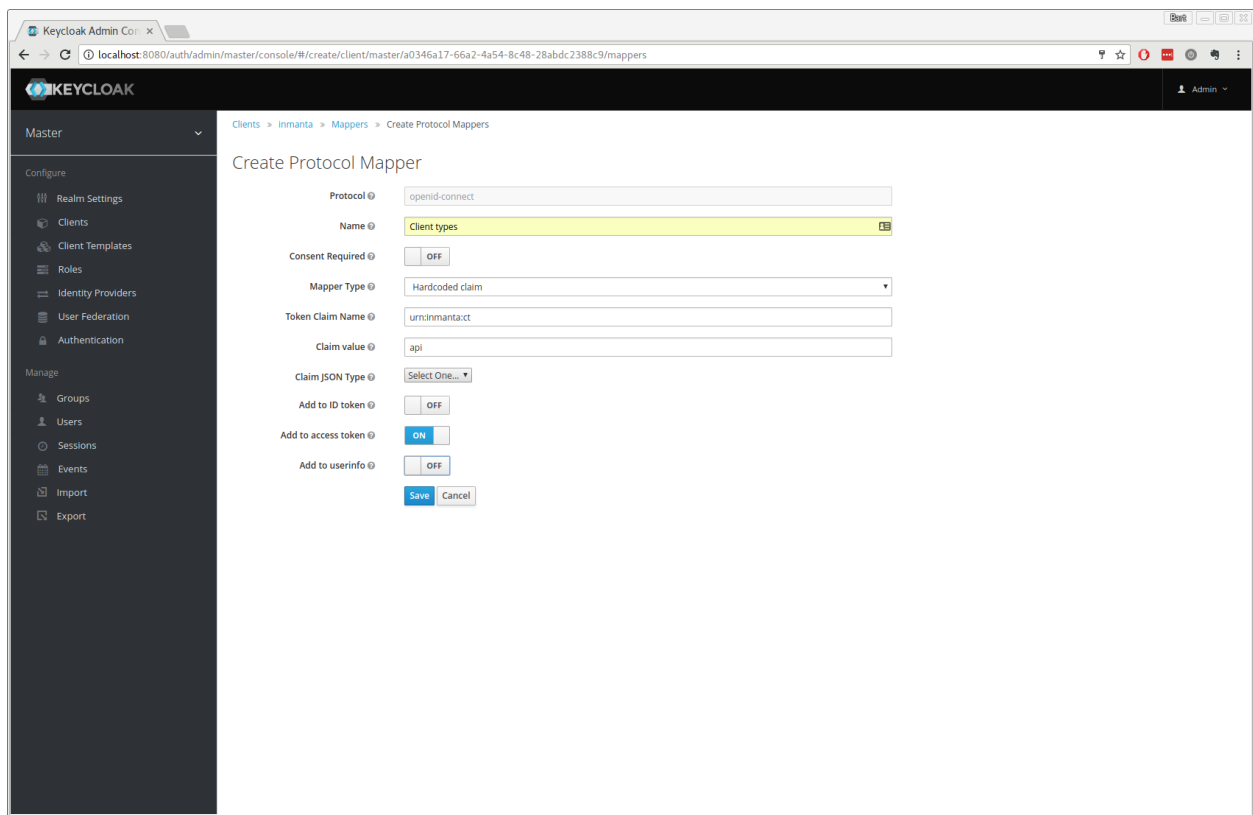 Bart
Keycloak Admin Con
localhost:8080/auth/admin/master/console/#/create/client/master/a0346a17-66a2-4a54-8c48-28abdc2388c9/mappers
KEYCLOAK
Admin
Master
Clients » Inmanta » Mappers » Create Protocol Mappers
Create Protocol Mapper
Configure
Realm Settings
Clients
Client Templates
Roles
Identity Providers
User Federation
Authentication
Manage
Groups
Users
Sessions
Events
Import
Export
Protocol openid-connect
Name Client types
Consent Required OFF
Mapper Type Hardcoded claim
Token Claim Name urn:inmanta:ct
Claim value api
Claim JSON Type Select One...
Add to ID token OFF
Add to access token ON
Add to userinfo OFF
Save Cancel